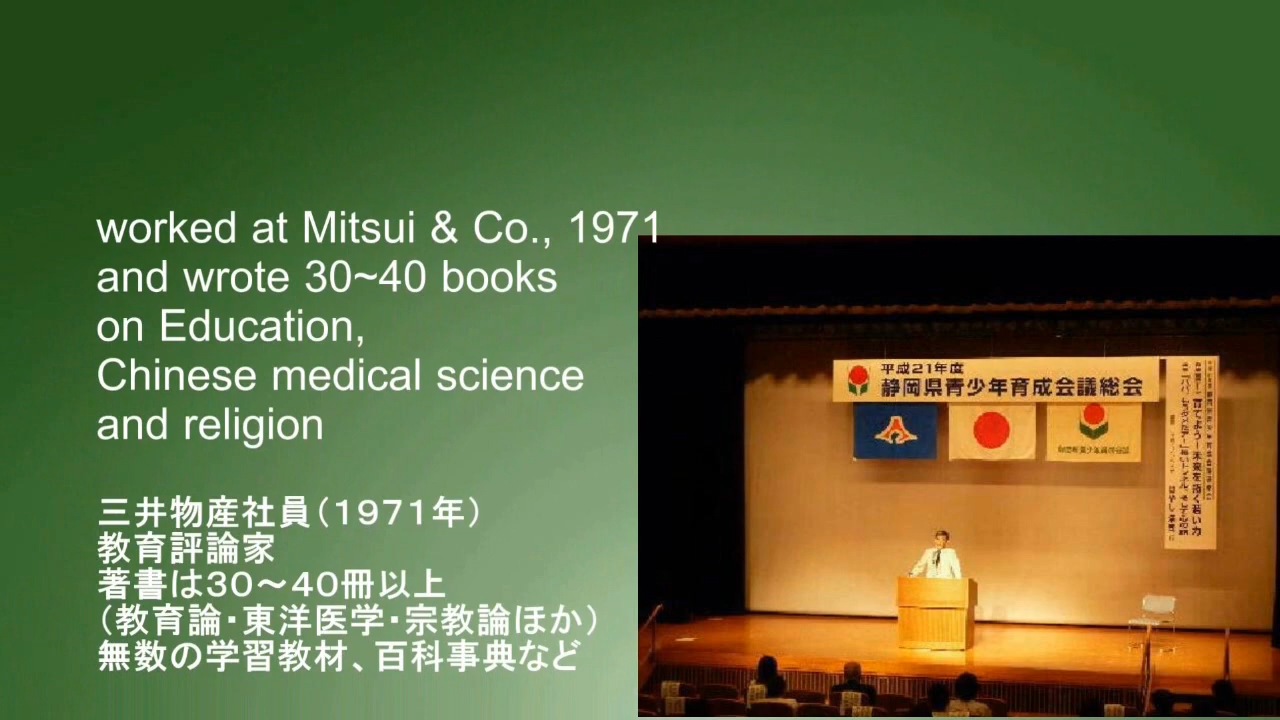 worked at Mitsui & Co., 1971
and wrote 30~40 books
on Education,
Chinese medical science
and religion
三井物産社員（１９７１年）
教育評論家
著書は３０～４０冊以上
（教育論・東洋医学・宗教論ほか）
無数の学習教材、百科事典など
平成21年度
静岡県青少年育成会議総会